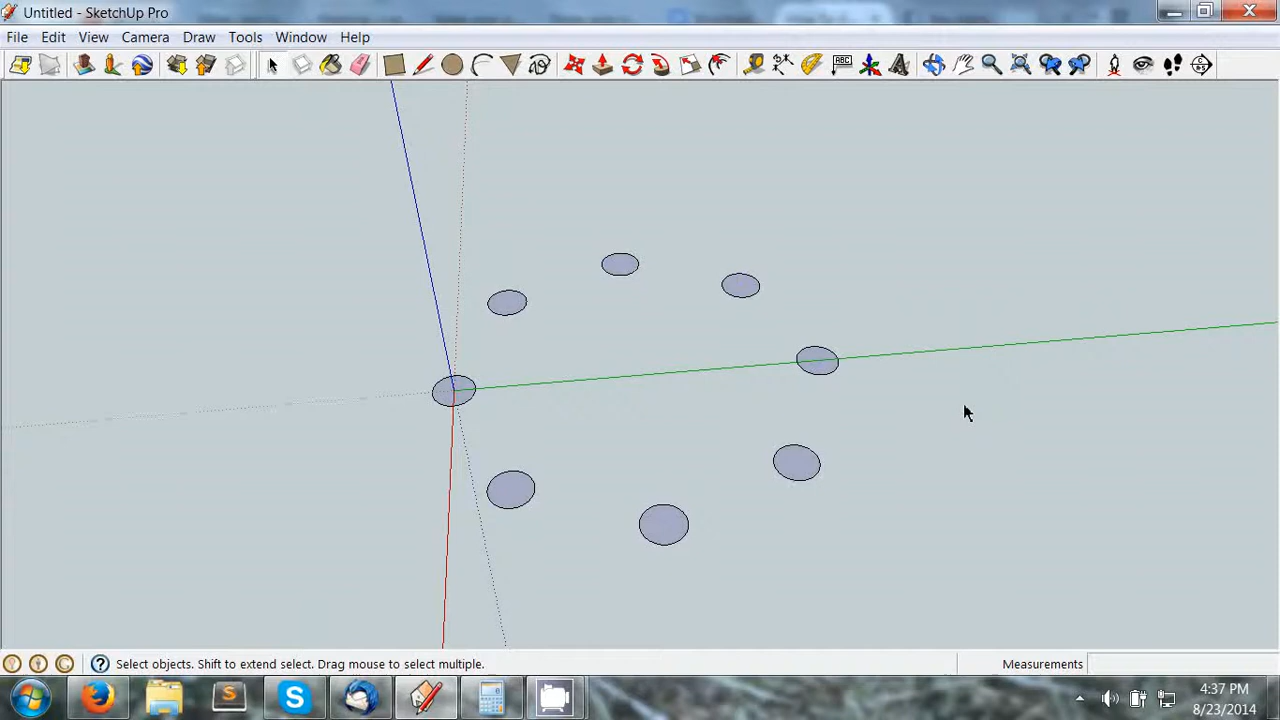 Untitled - SketchUp Pro
File Edit View Camera Draw Tools Window Help
ABC
Select objects. Shift to extend select. Drag mouse to select multiple.
Measurements
4:37 PM
8/23/2014